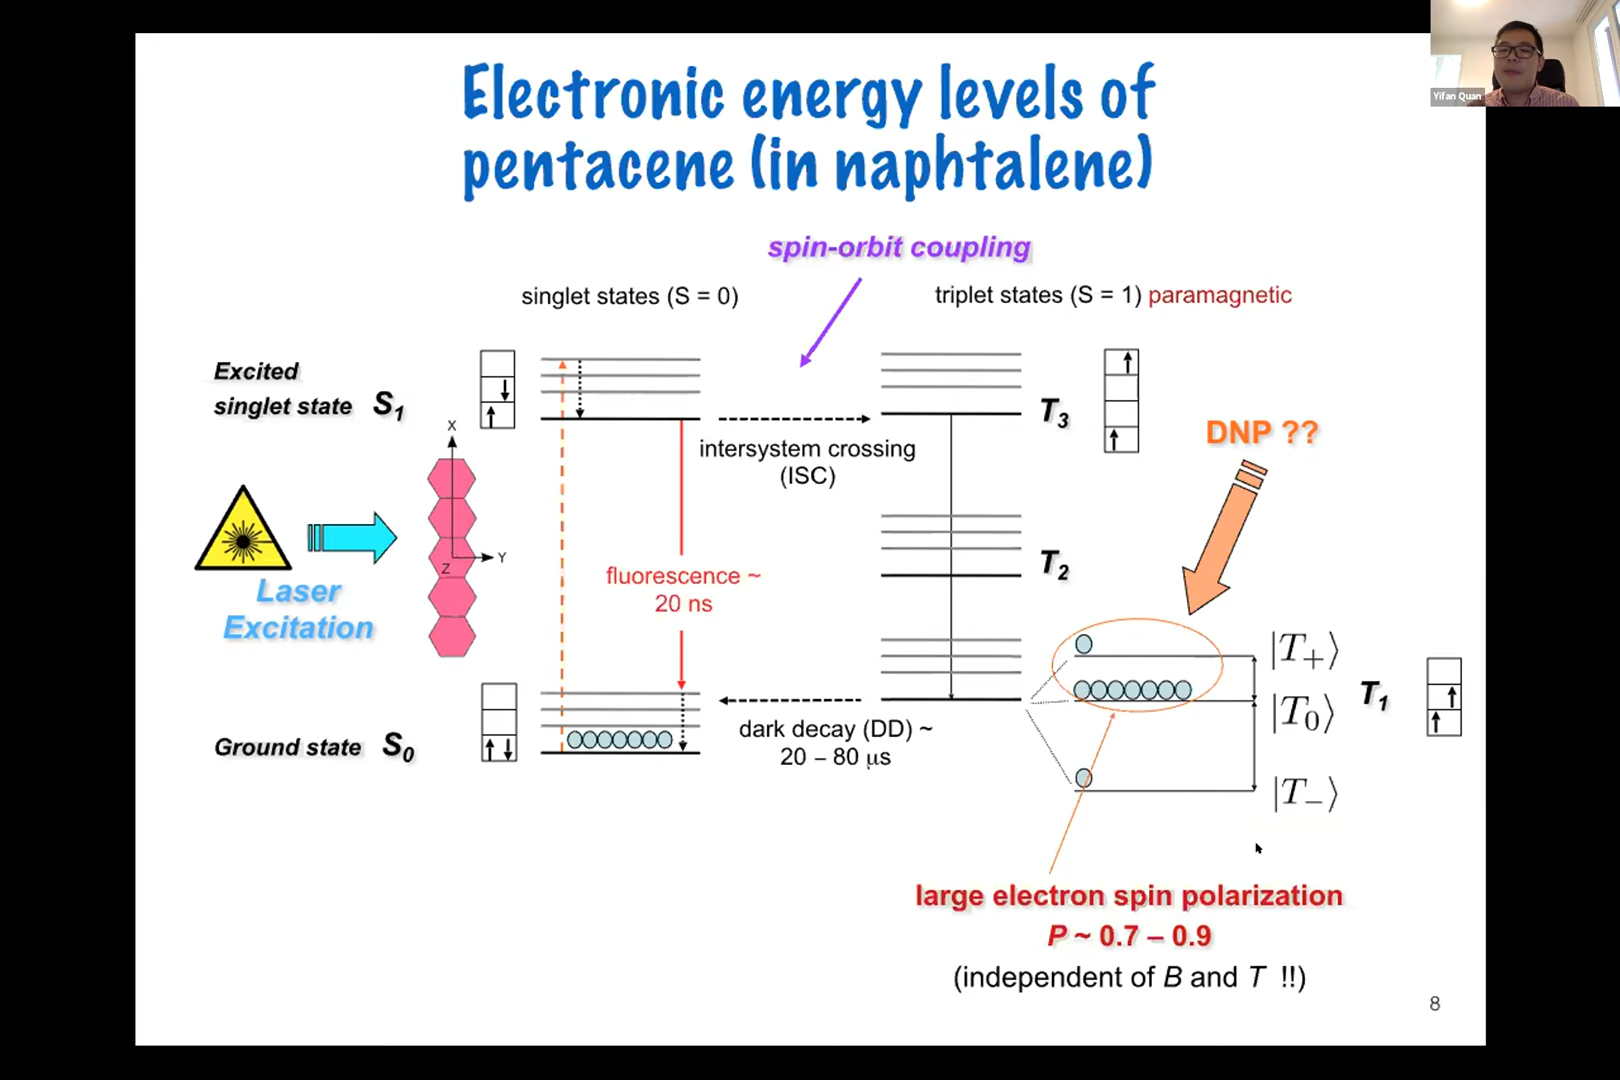 Yifan Quan
Electronic energy levels of
pentacene (in naphtalene)
spin-orbit coupling
singlet states (S = 0)
triplet states (S = 1) paramagnetic
Excited
singlet state S₁
X
Y
Z
T₃
intersystem crossing
(ISC)
DNP ??
Laser
Excitation
fluorescence ~
20 ns
T₂
|T₊⟩
|T₀⟩
|T₋⟩
T₁
dark decay (DD) ~
20 – 80 µs
Ground state S₀
large electron spin polarization
P ~ 0.7 – 0.9
(independent of B and T !!)
8